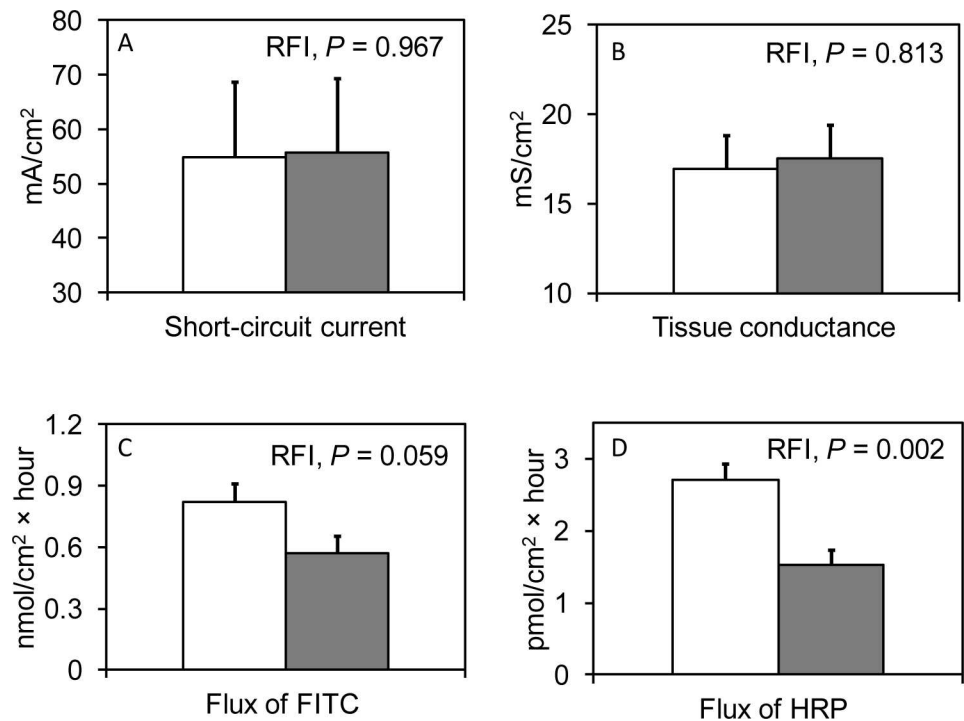 A
RFI, P = 0.967
mA/cm²
80
70
60
50
40
30
Short-circuit current
B
RFI, P = 0.813
mS/cm²
25
20
15
10
Tissue conductance
C
RFI, P = 0.059
nmol/cm² × hour
1.2
0.9
0.6
0.3
0
Flux of FITC
D
RFI, P = 0.002
pmol/cm² × hour
3
2
1
0
Flux of HRP